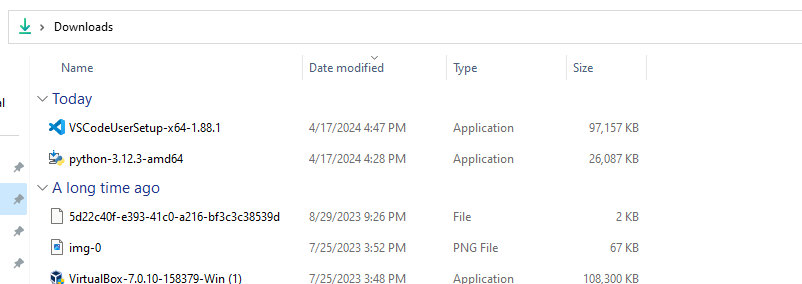 Downloads
Name Date modified Type Size
al
Today
VSCodeUserSetup-x64-1.88.1 4/17/2024 4:47 PM Application 97,157 KB
python-3.12.3-amd64 4/17/2024 4:28 PM Application 26,087 KB
A long time ago
5d22c40f-e393-41c0-a216-bf3c3c38539d 8/29/2023 9:26 PM File 2 KB
img-0 7/25/2023 3:52 PM PNG File 67 KB
VirtualBox-7.0.10-158379-Win (1) 7/25/2023 3:48 PM Application 108,300 KB